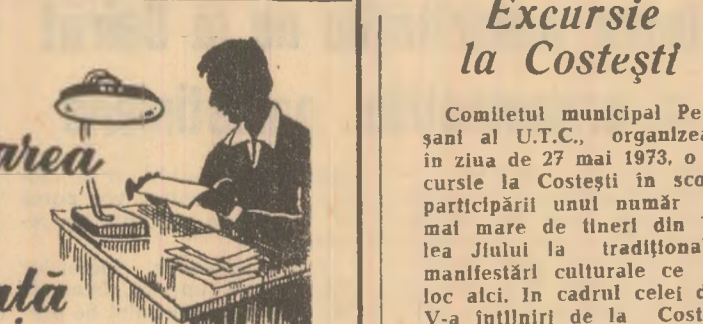 area
ată
Excursie
la Costeşti
Comitetul municipal Pe
şani al U.T.C., organizea
în ziua de 27 mai 1973, o
cursie la Costeşti în sco
participării unui număr
mai mare de tineri din
lea Jiului la tradiţional
manifestări culturale ce
loc aici. In cadrul celei d
V-a întîlniri de la Cost